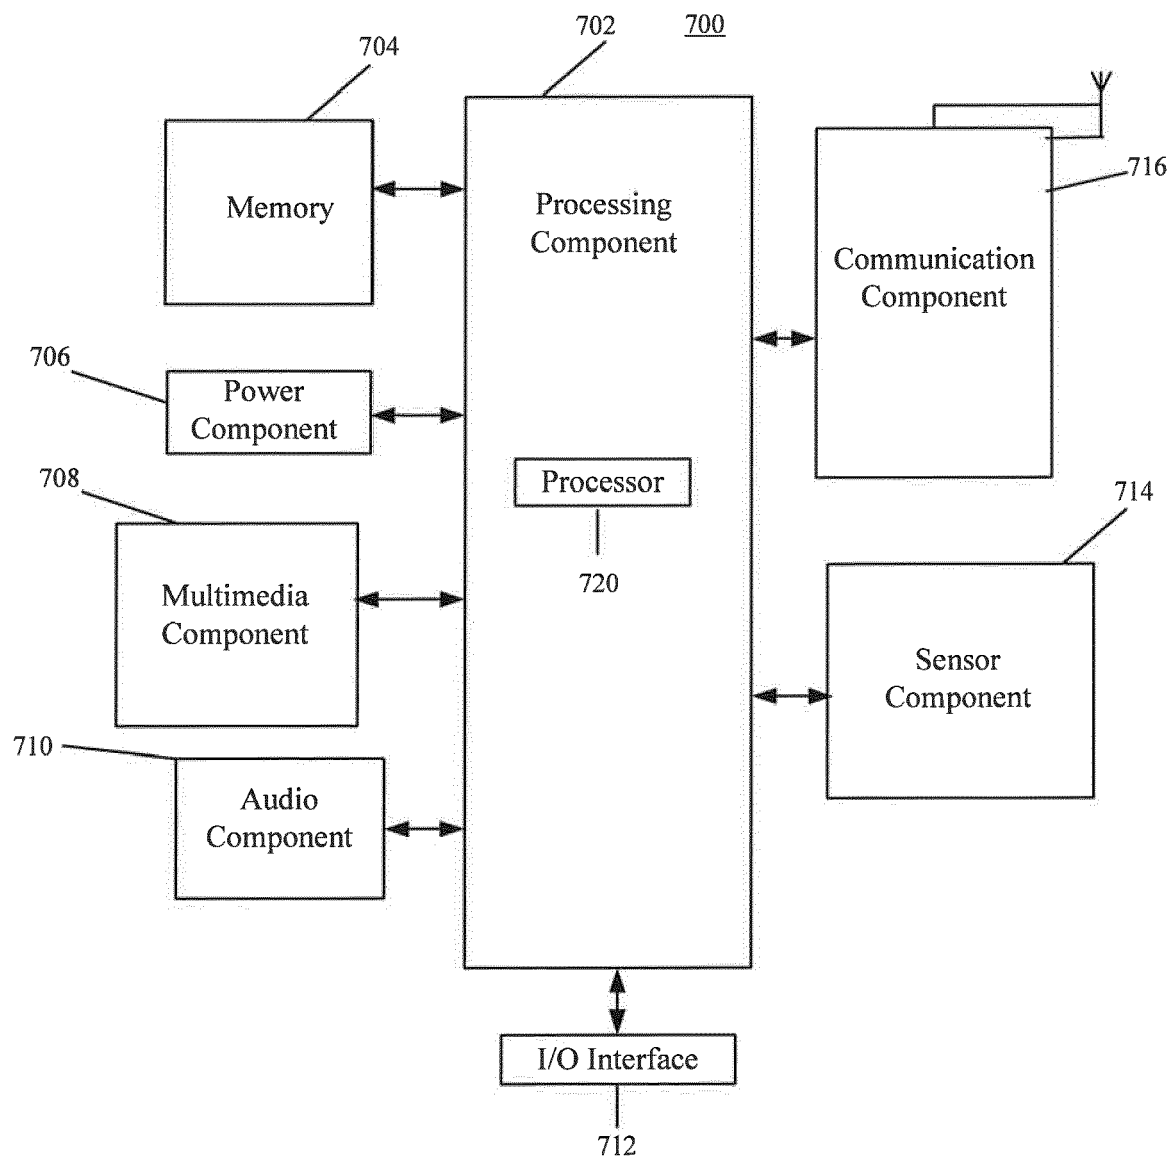 702
700
704
716
Memory
Processing
Component
Communication
Component
706
Power
Component
708
Processor
714
720
Multimedia
Component
Sensor
Component
710
Audio
Component
I/O Interface
712